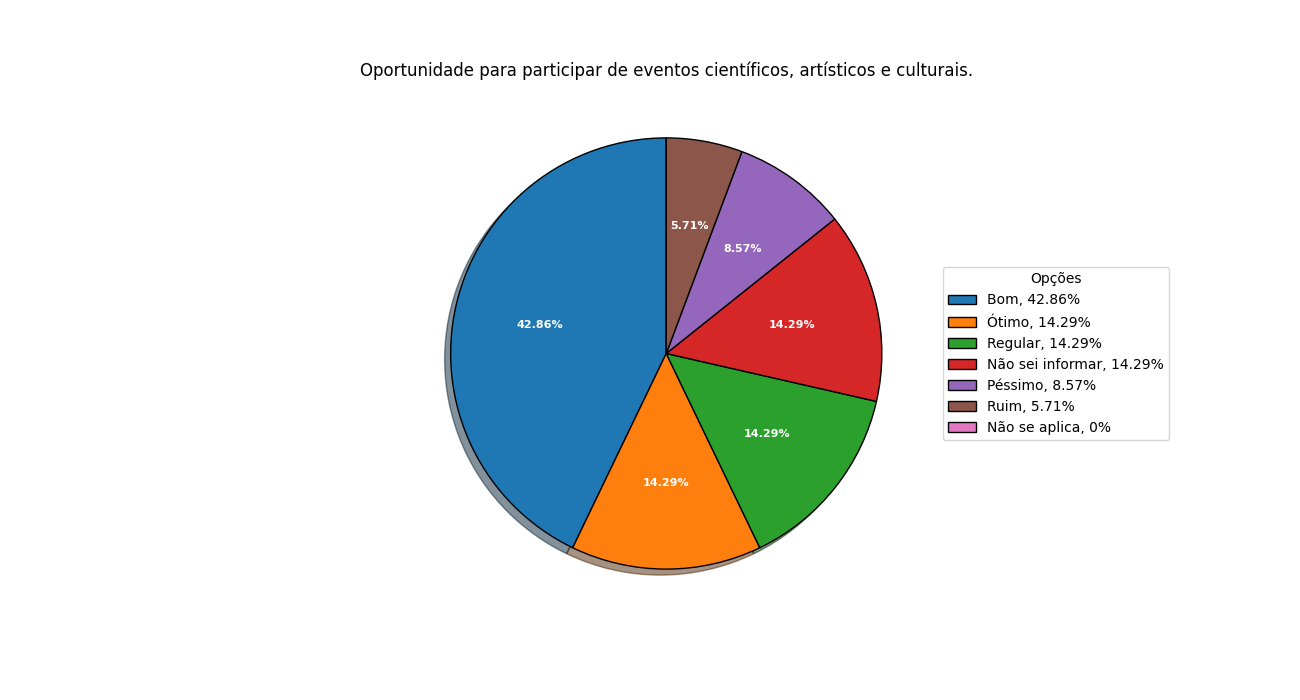 Oportunidade para participar de eventos científicos, artísticos e culturais.
5.71%
8.57%
42.86%
14.29%
14.29%
14.29%
Opções
Bom, 42.86%
Ótimo, 14.29%
Regular, 14.29%
Não sei informar, 14.29%
Péssimo, 8.57%
Ruim, 5.71%
Não se aplica, 0%